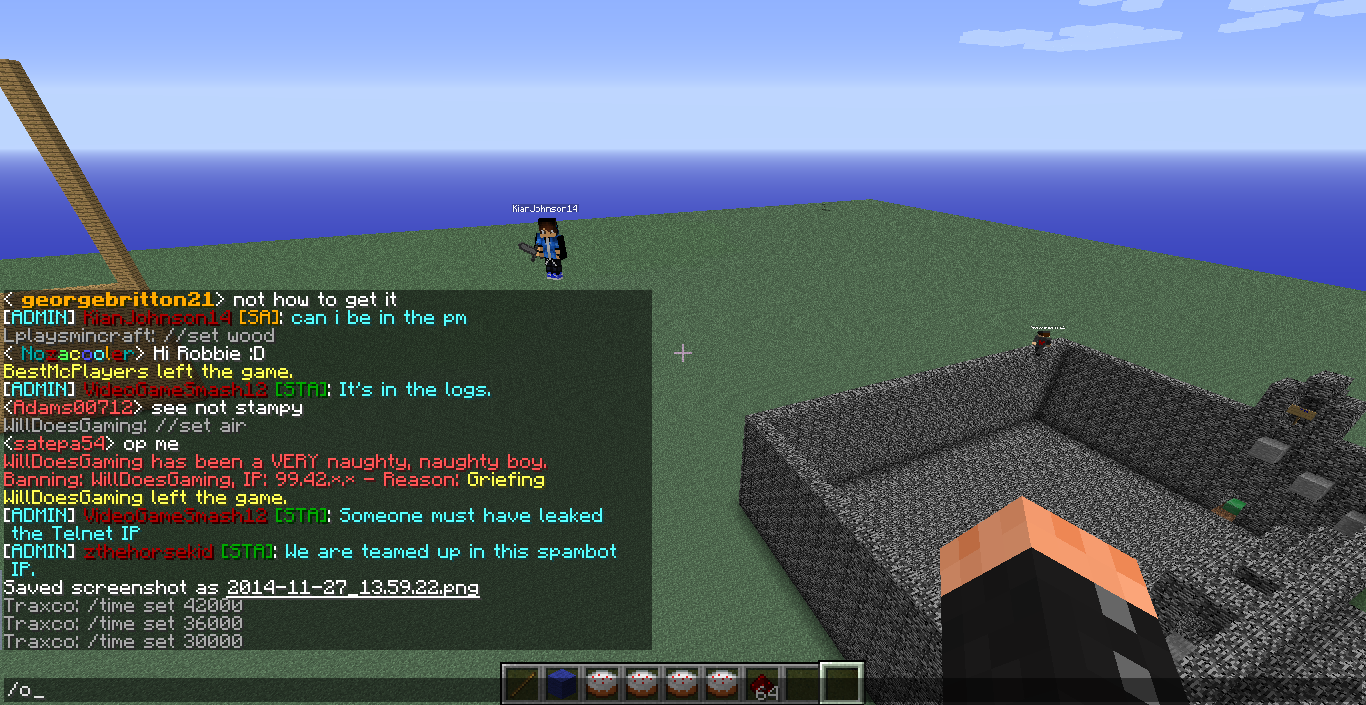 KianJohnson14
< georgebritton21> not how to get it
[ADMIN] KianJohnson14 [SA]: can i be in the pm
Lplaysmincraft: //set wood
< Nozacooler> Hi Robbie :D
BestMcPlayers left the game.
[ADMIN] VideoGameSmash12 [STA]: It's in the logs.
<Adams00712> see not stampy
WillDoesGaming: //set air
<satepa54> op me
WillDoesGaming has been a VERY naughty, naughty boy.
Banning: WillDoesGaming, IP: 99.42.*.* - Reason: Griefing
WillDoesGaming left the game.
[ADMIN] VideoGameSmash12 [STA]: Someone must have leaked
the Telnet IP
[ADMIN] zthehorsekid [STA]: We are teamed up in this spambot
IP.
Saved screenshot as 2014-11-27_13.59.22.png
Traxco: /time set 42000
Traxco: /time set 36000
Traxco: /time set 30000
64
/o_